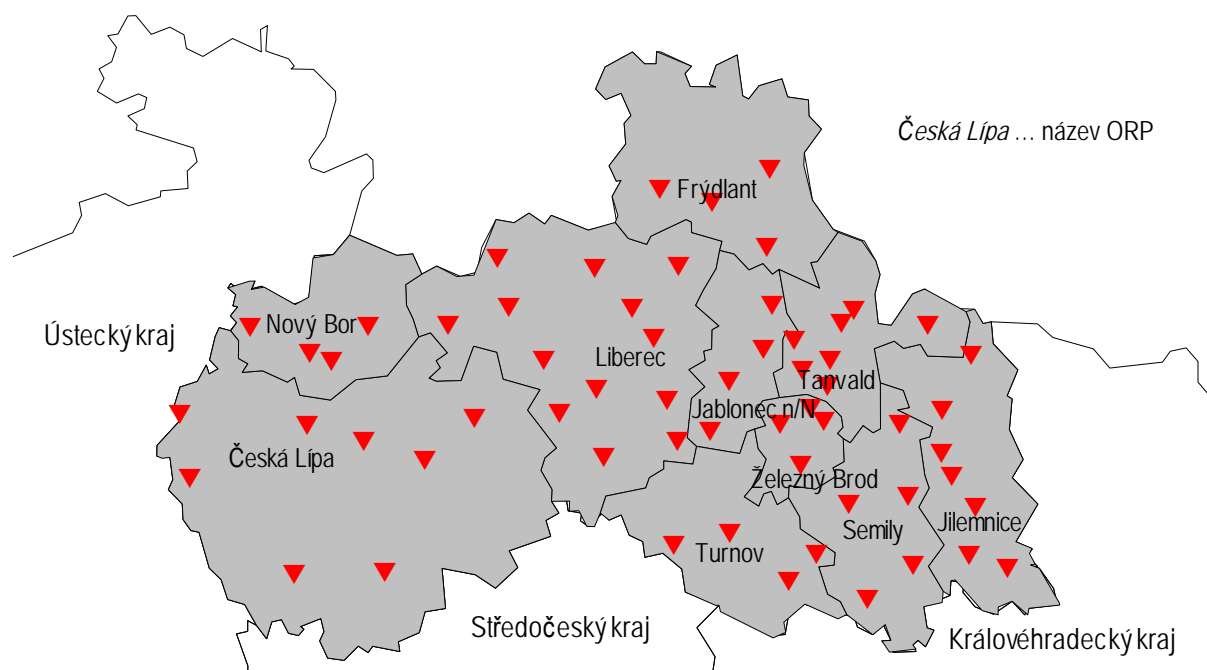 Česká Lípa ... název ORP
Frýdlant
Nový Bor
Ústecký kraj
Liberec
Tanvald
Jablonec n/N
Česká Lípa
Železný Brod
Jilemnice
Semily
Turnov
Středočeský kraj
Královéhradecký kraj